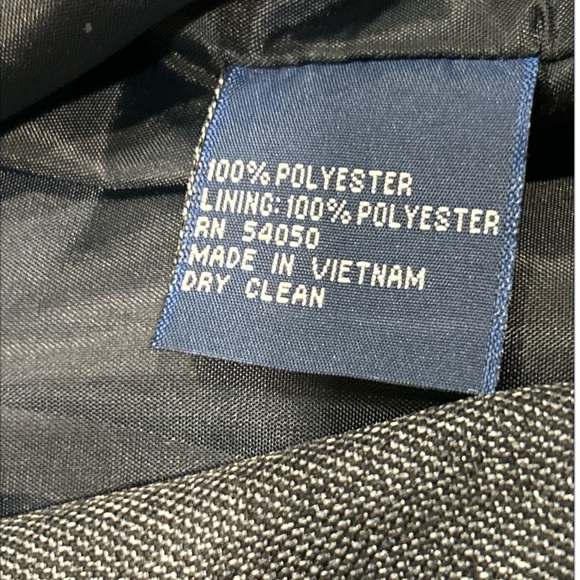 100% POLYESTER
LINING: 100% POLYESTER
RN 54050
MADE IN VIETNAM
DRY CLEAN